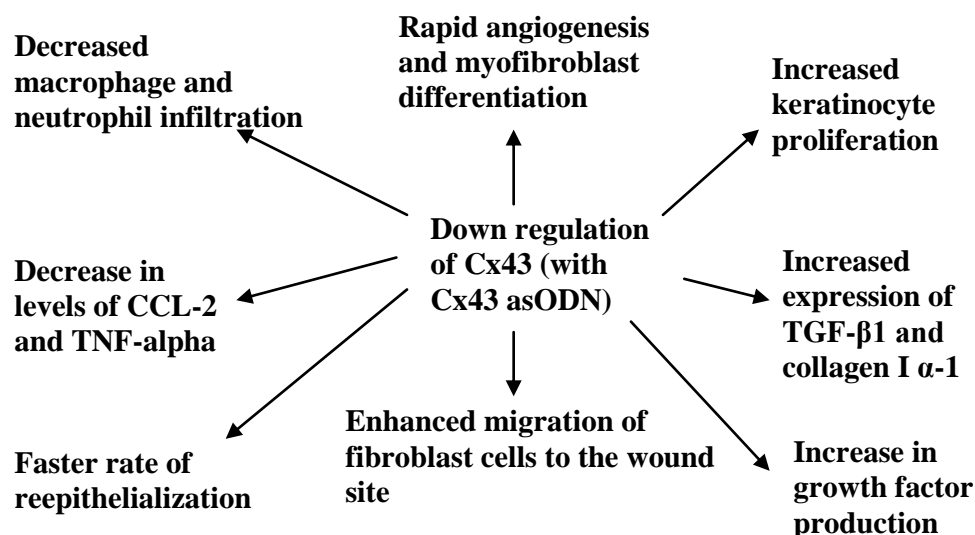 Decreased
macrophage and
neutrophil infiltration
Rapid angiogenesis
and myofibroblast
differentiation
Increased
keratinocyte
proliferation
Down regulation
of Cx43 (with
Cx43 asODN)
Decrease in
levels of CCL-2
and TNF-alpha
Increased
expression of
TGF-β1 and
collagen I α-1
Faster rate of
reepithelialization
Enhanced migration of
fibroblast cells to the wound
site
Increase in
growth factor
production